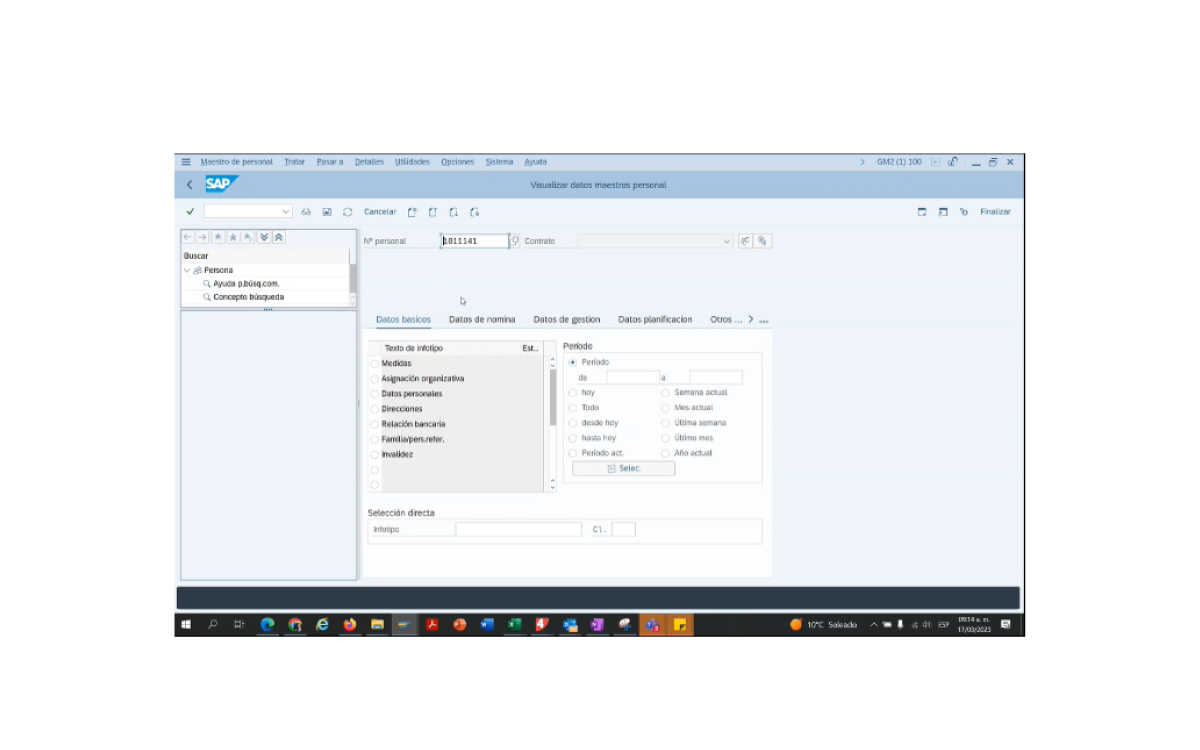 Maestro de personal Tratar Pasar a Detalles Utilidades Opciones Sistema Ayuda GM2 (1) 100
SAP
Visualizar datos maestros personal
Cancelar Finalizar
Nº personal 1011141 Contrato
Buscar
Persona
Ayuda p.búsq.com.
Concepto búsqueda
Datos basicos Datos de nomina Datos de gestion Datos planificacion Otros ... ...
Texto de infotipo Est...
Medidas
Asignación organizativa
Datos personales
Direcciones
Relación bancaria
Familia/pers.refer.
Invalidez
Período
Período
de a
hoy Semana actual
Todo Mes actual
desde hoy Última semana
hasta hoy Último mes
Período act. Año actual
Selec.
Selección directa
Infotipo Cl.
10°C Soleado ESP 09:14 a. m.
17/03/2023